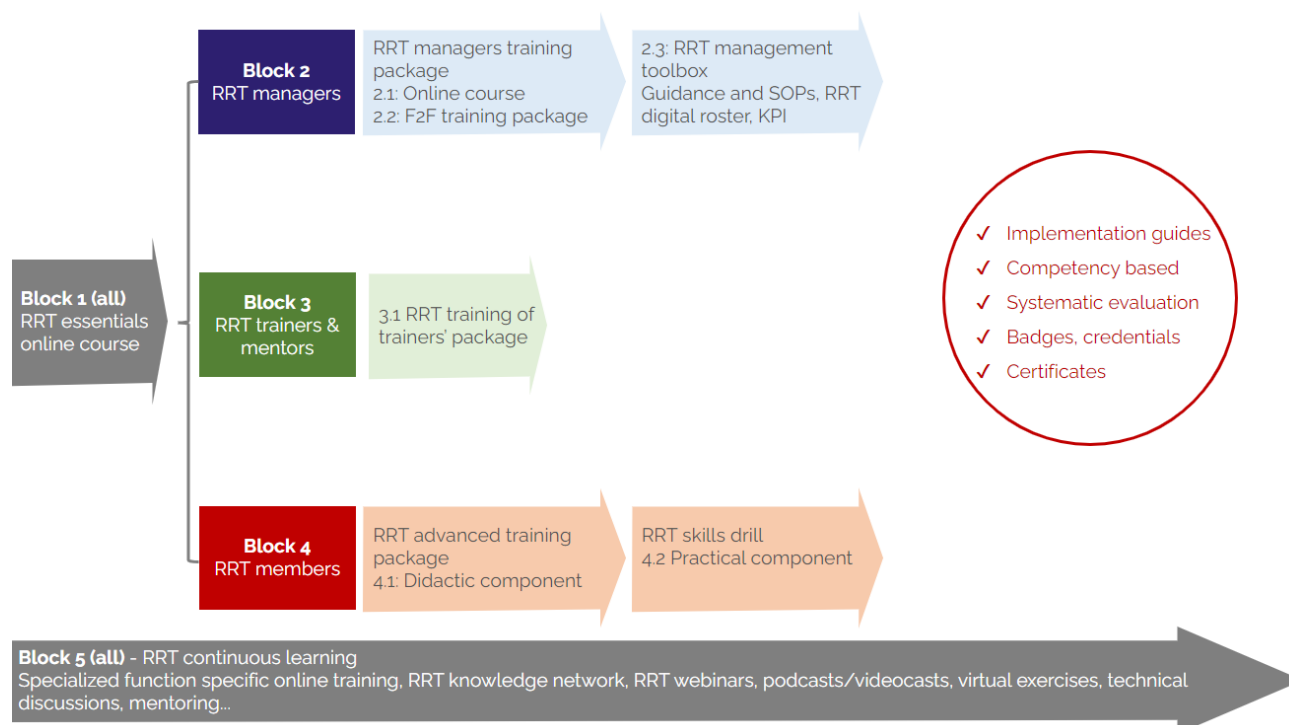 Block 2
RRT managers
RRT managers training
package
2.1: Online course
2.2: F2F training package
2.3: RRT management
toolbox
Guidance and SOPs, RRT
digital roster, KPI
Block 1 (all)
RRT essentials
online course
Block 3
RRT trainers &
mentors
3.1 RRT training of
trainers’ package
✓ Implementation guides
✓ Competency based
✓ Systematic evaluation
✓ Badges, credentials
✓ Certificates
Block 4
RRT members
RRT advanced training
package
4.1: Didactic component
RRT skills drill
4.2 Practical component
Block 5 (all) - RRT continuous learning
Specialized function specific online training, RRT knowledge network, RRT webinars, podcasts/videocasts, virtual exercises, technical
discussions, mentoring...